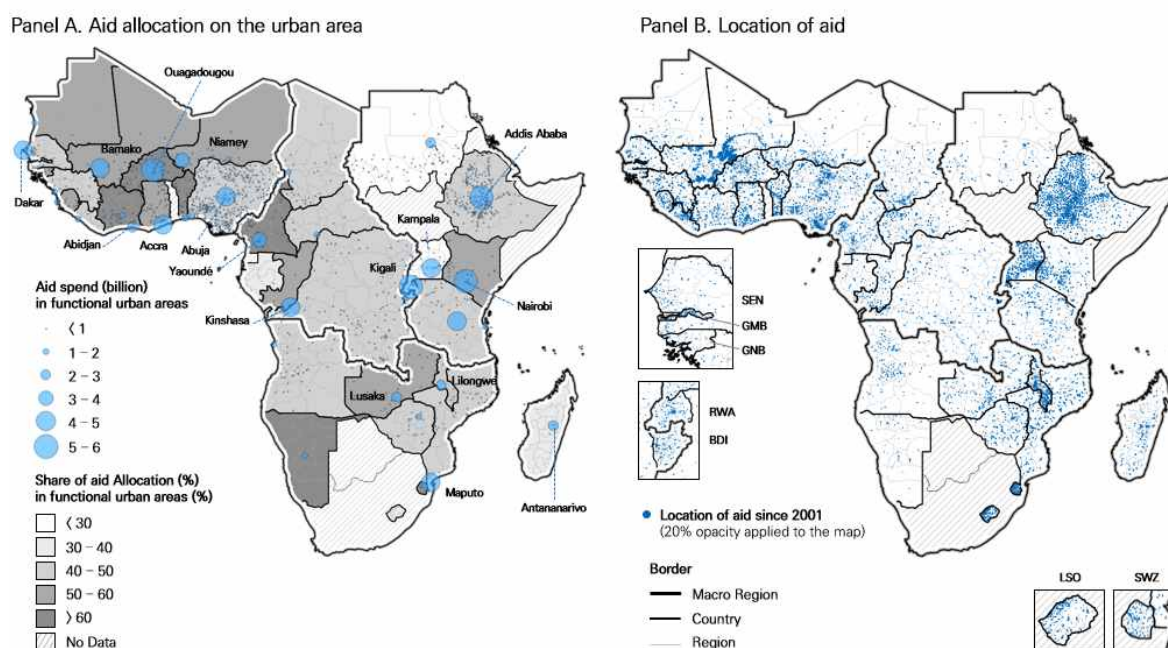 Panel A. Aid allocation on the urban area
Ouagadougou
Bamako
Niamey
Addis Ababa
Dakar
Kampala
Abidjan
Accra
Abuja
Yaoundé
Kigali
Nairobi
Kinshasa
Lusaka
Lilongwe
Maputo
Antananarivo
Aid spend (billion)
in functional urban areas
< 1
1 – 2
2 – 3
3 – 4
4 – 5
5 – 6
Share of aid Allocation (%)
in functional urban areas (%)
< 30
30 – 40
40 – 50
50 – 60
> 60
No Data
Panel B. Location of aid
SEN
GMB
GNB
RWA
BDI
Location of aid since 2001
(20% opacity applied to the map)
Border
Macro Region
Country
Region
LSO
SWZ